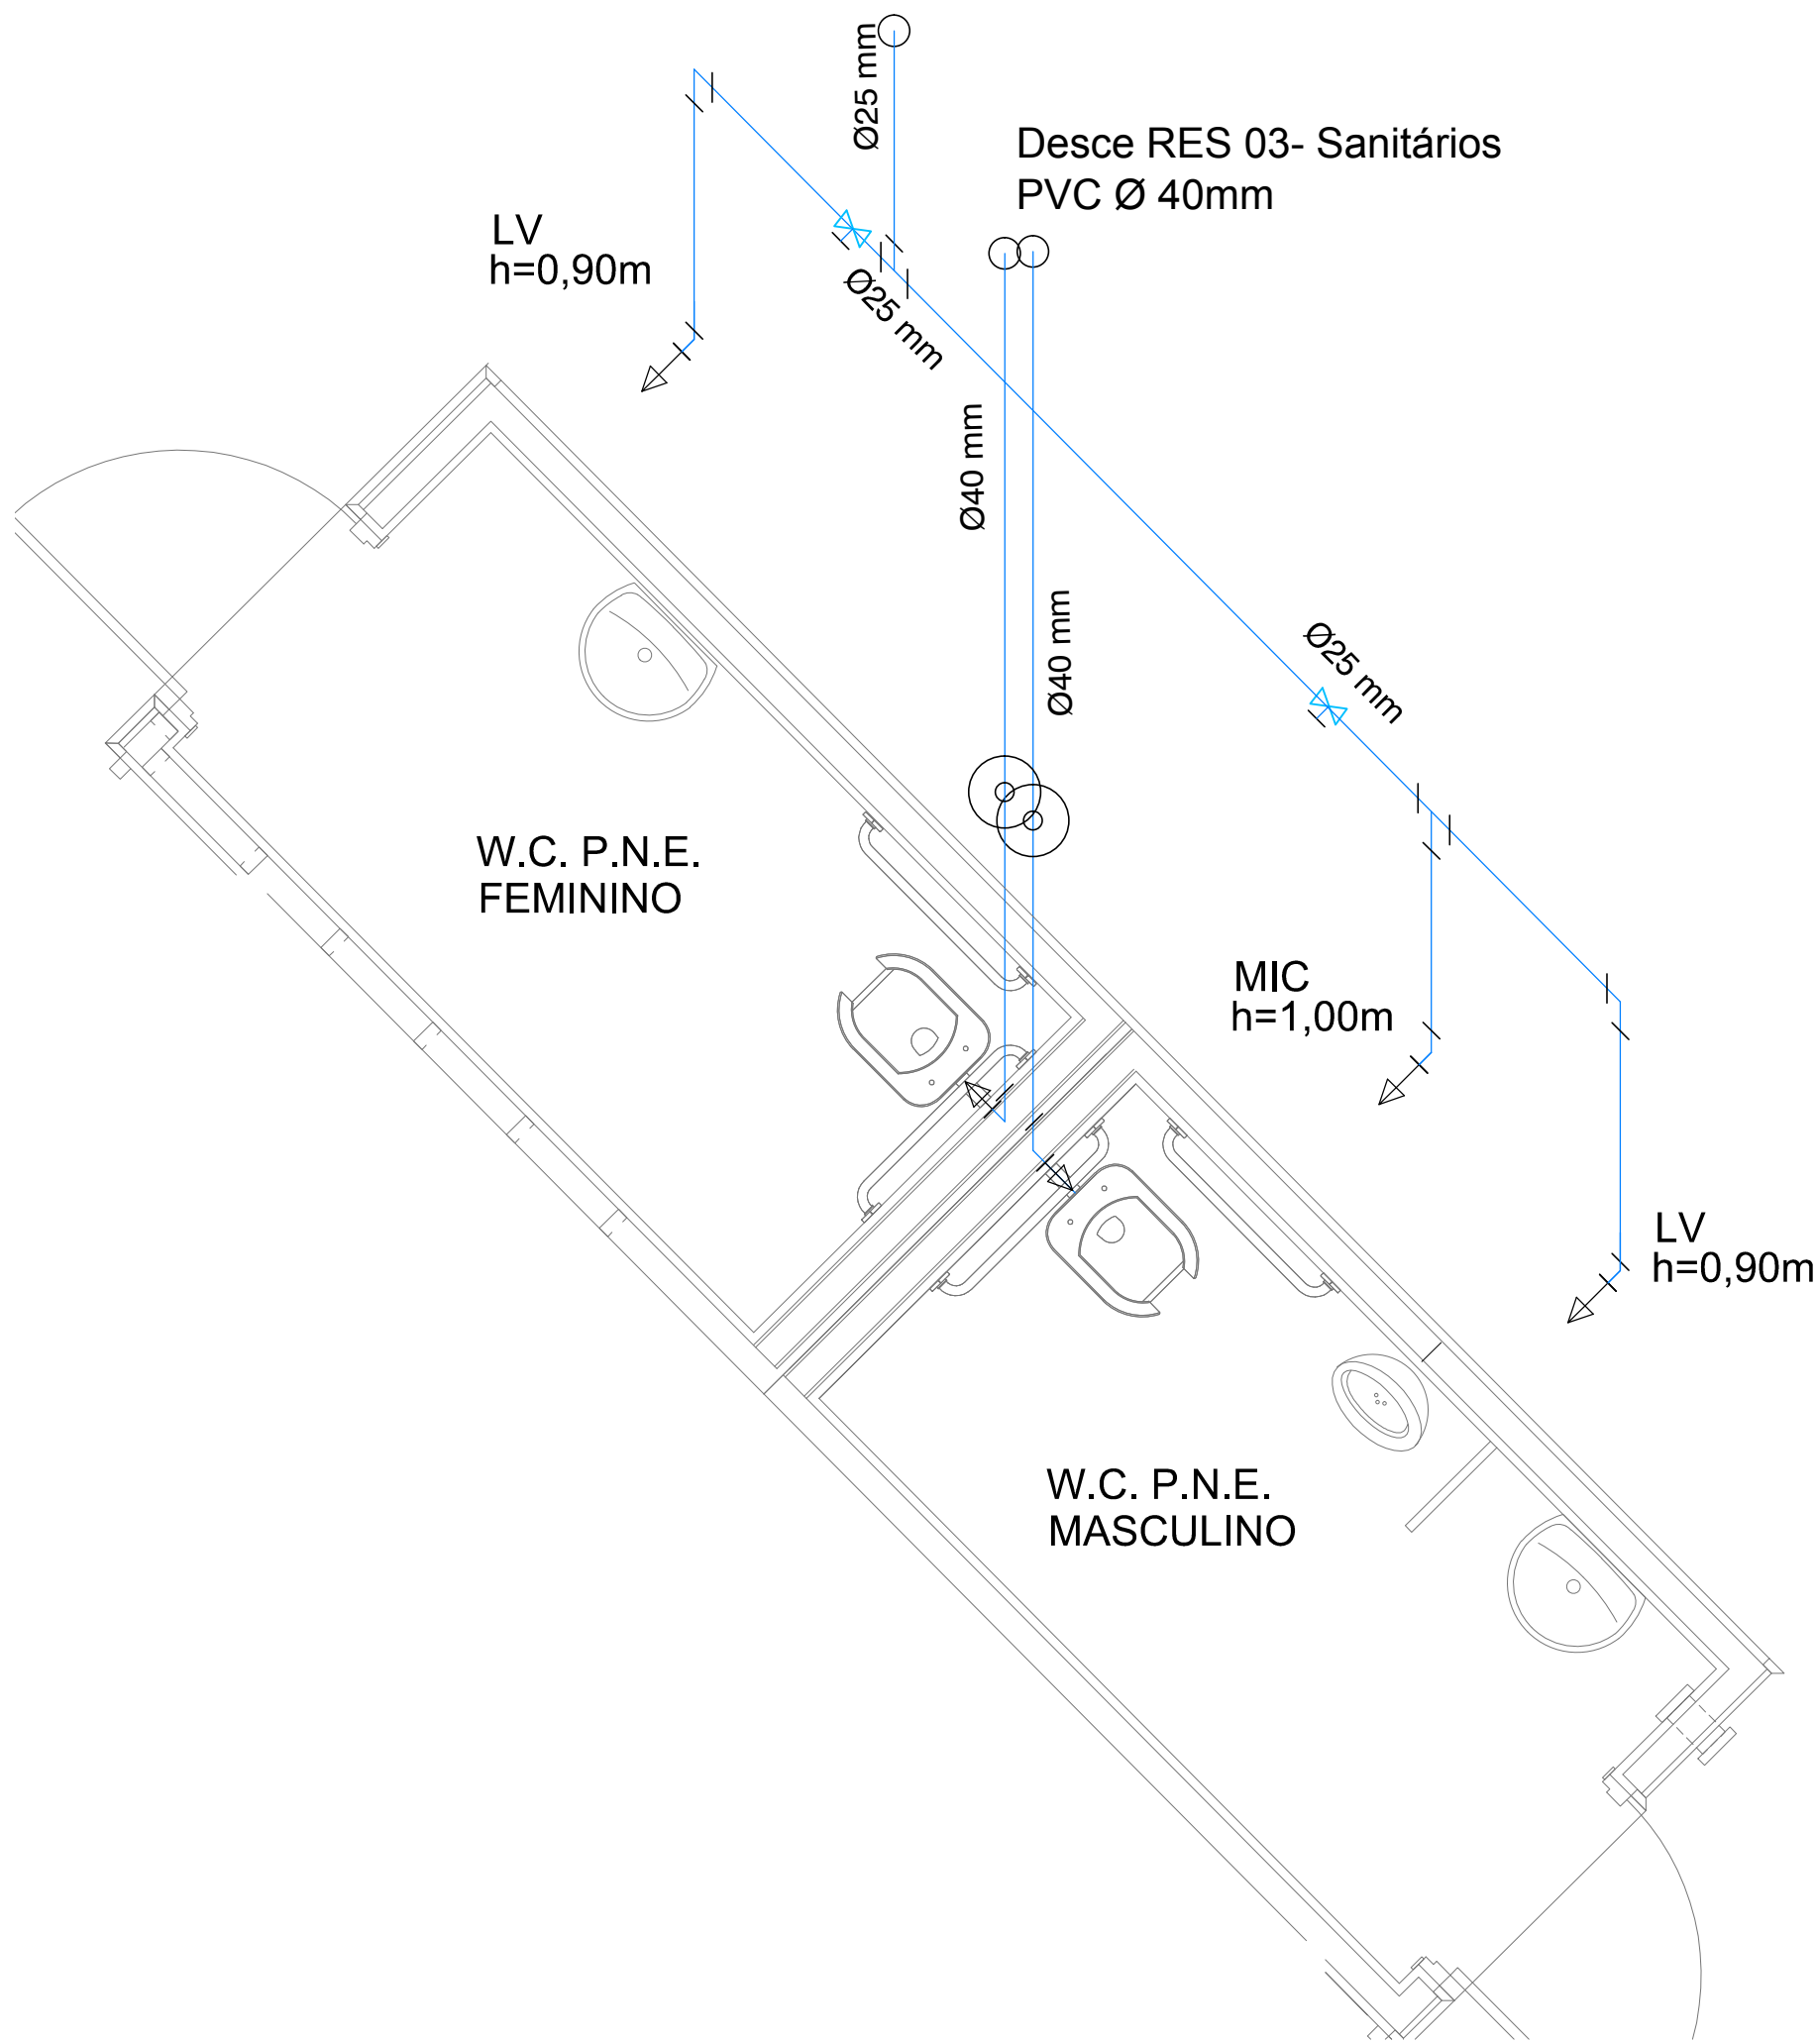 Ø25 mm
Desce RES 03- Sanitários
PVC Ø 40mm
LV
h=0,90m
Ø25 mm
Ø40 mm
Ø40 mm
Ø25 mm
W.C. P.N.E.
FEMININO
MIC
h=1,00m
LV
h=0,90m
W.C. P.N.E.
MASCULINO